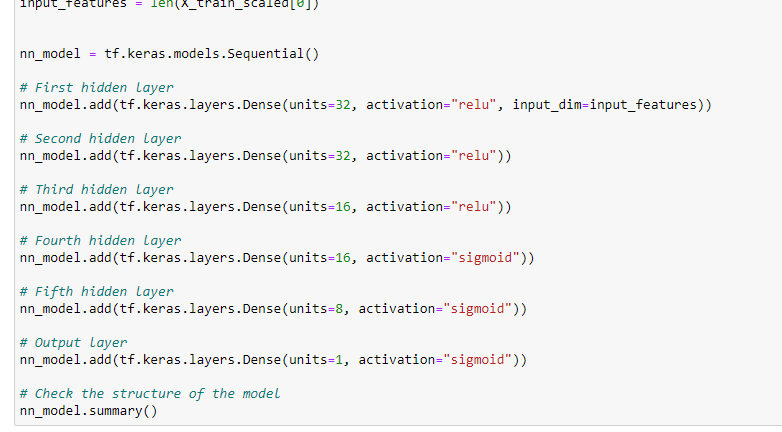 input_features = len(X_train_scaled[0])
nn_model = tf.keras.models.Sequential()
# First hidden layer
nn_model.add(tf.keras.layers.Dense(units=32, activation="relu", input_dim=input_features))
# Second hidden layer
nn_model.add(tf.keras.layers.Dense(units=32, activation="relu"))
# Third hidden layer
nn_model.add(tf.keras.layers.Dense(units=16, activation="relu"))
# Fourth hidden layer
nn_model.add(tf.keras.layers.Dense(units=16, activation="sigmoid"))
# Fifth hidden layer
nn_model.add(tf.keras.layers.Dense(units=8, activation="sigmoid"))
# Output layer
nn_model.add(tf.keras.layers.Dense(units=1, activation="sigmoid"))
# Check the structure of the model
nn_model.summary()